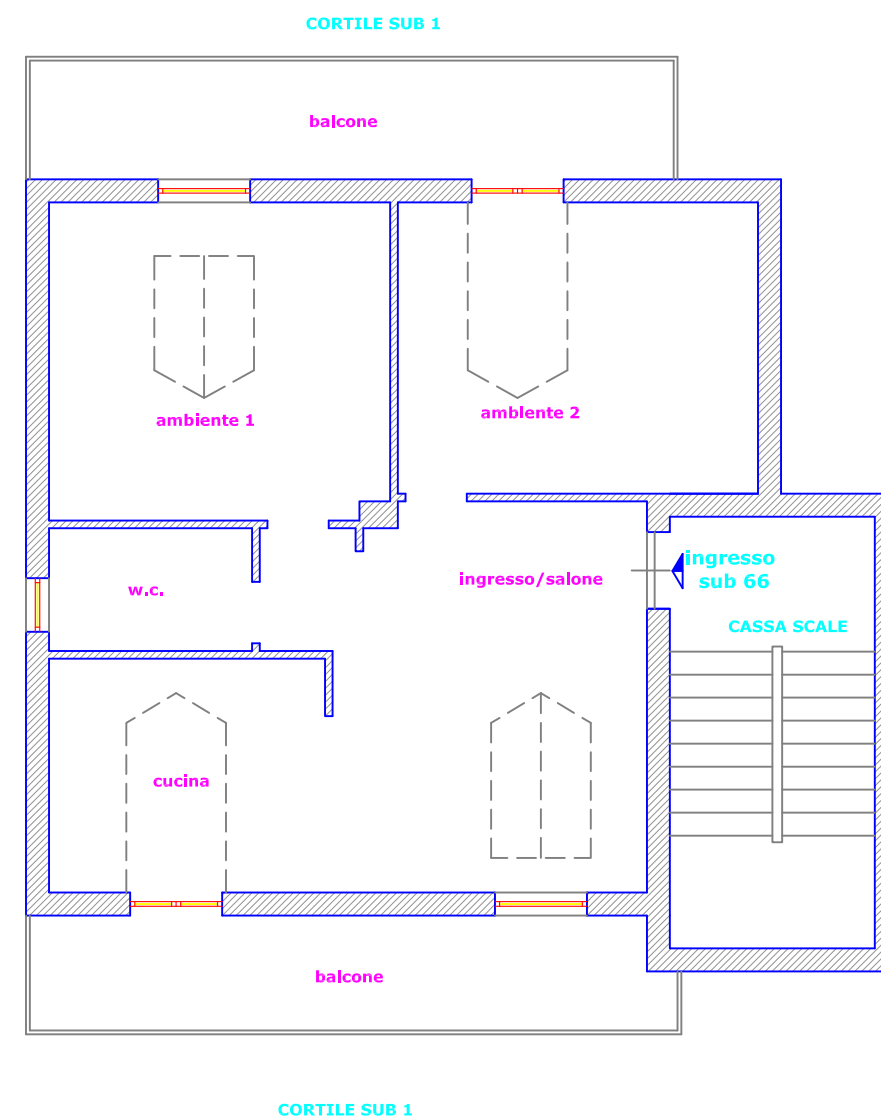 CORTILE SUB 1
balcone
ambiente 1
amblente 2
w.c.
ingresso/salone
ingresso
sub 66
CASSA SCALE
cucina
balcone
CORTILE SUB 1